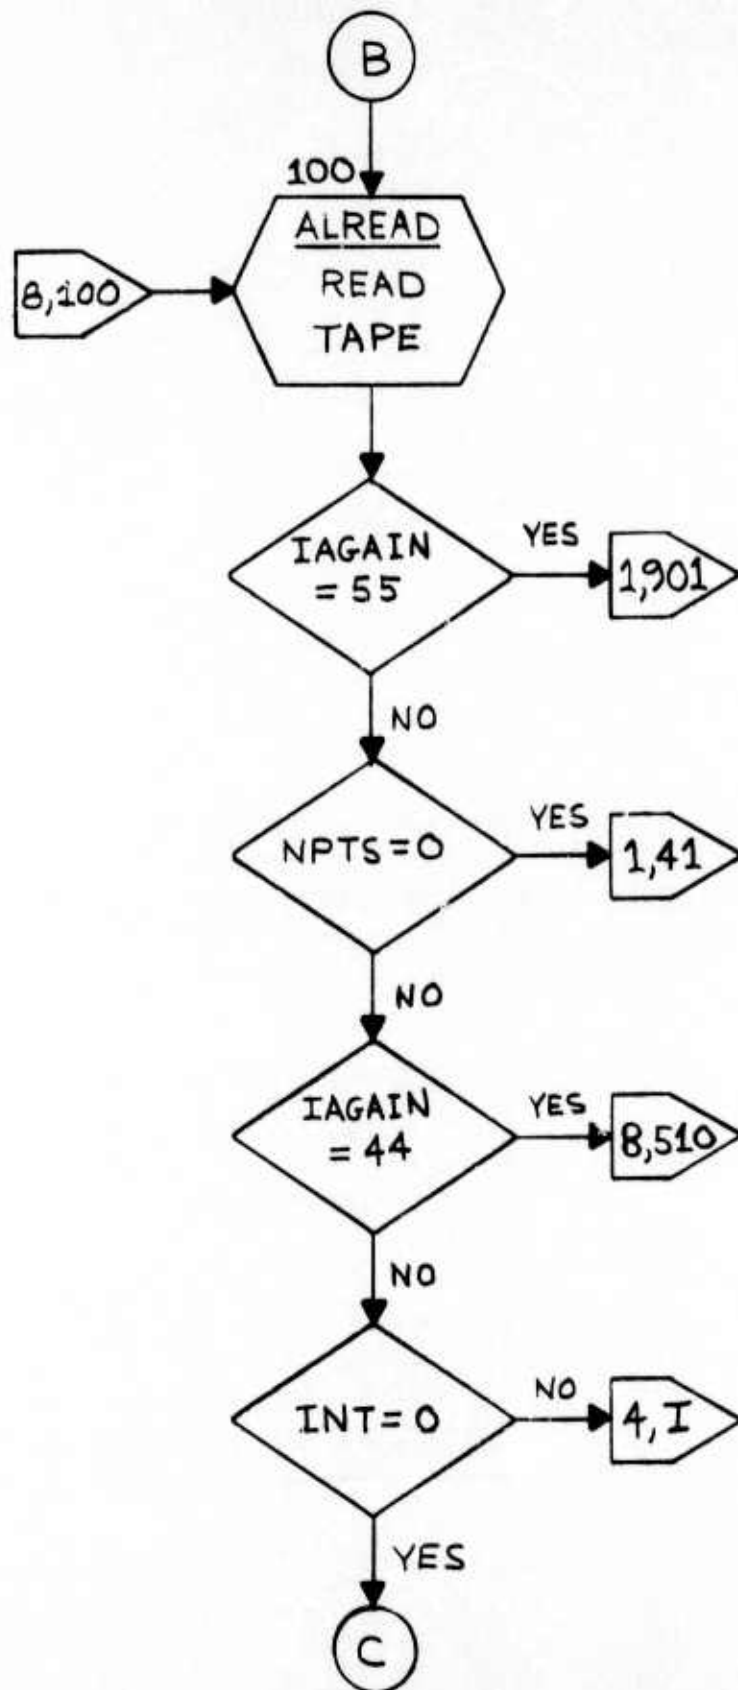 B
100
ALREAD
READ
TAPE
8,100
IAGAIN
= 55
YES
1,901
NO
NPTS = 0
YES
1,41
NO
IAGAIN
= 44
YES
8,510
NO
INT = 0
NO
4, I
YES
C